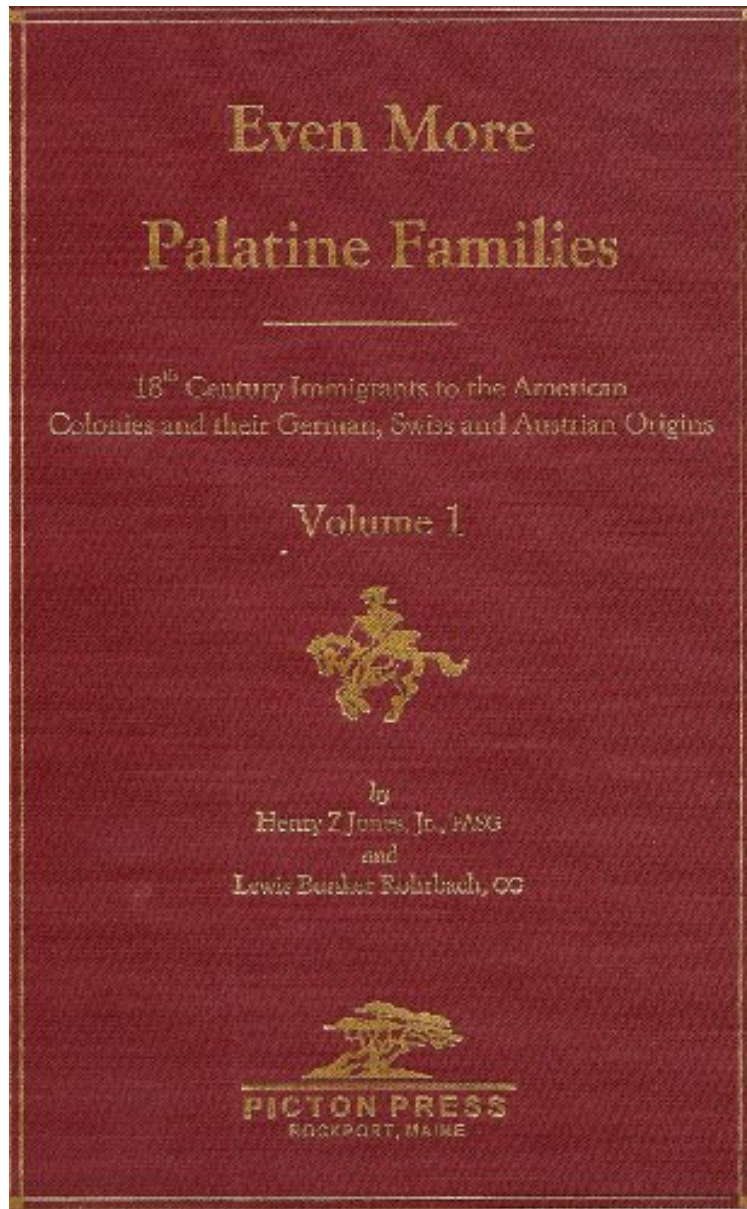 Even More
Palatine Families
18th Century Immigrants to the American
Colonies and their German, Swiss and Austrian Origins
Volume 1
by
Henry Z Jones, Jr., FASG
and
Lewis Bunker Rohrbach, CG
PICTON PRESS
ROCKPORT, MAINE